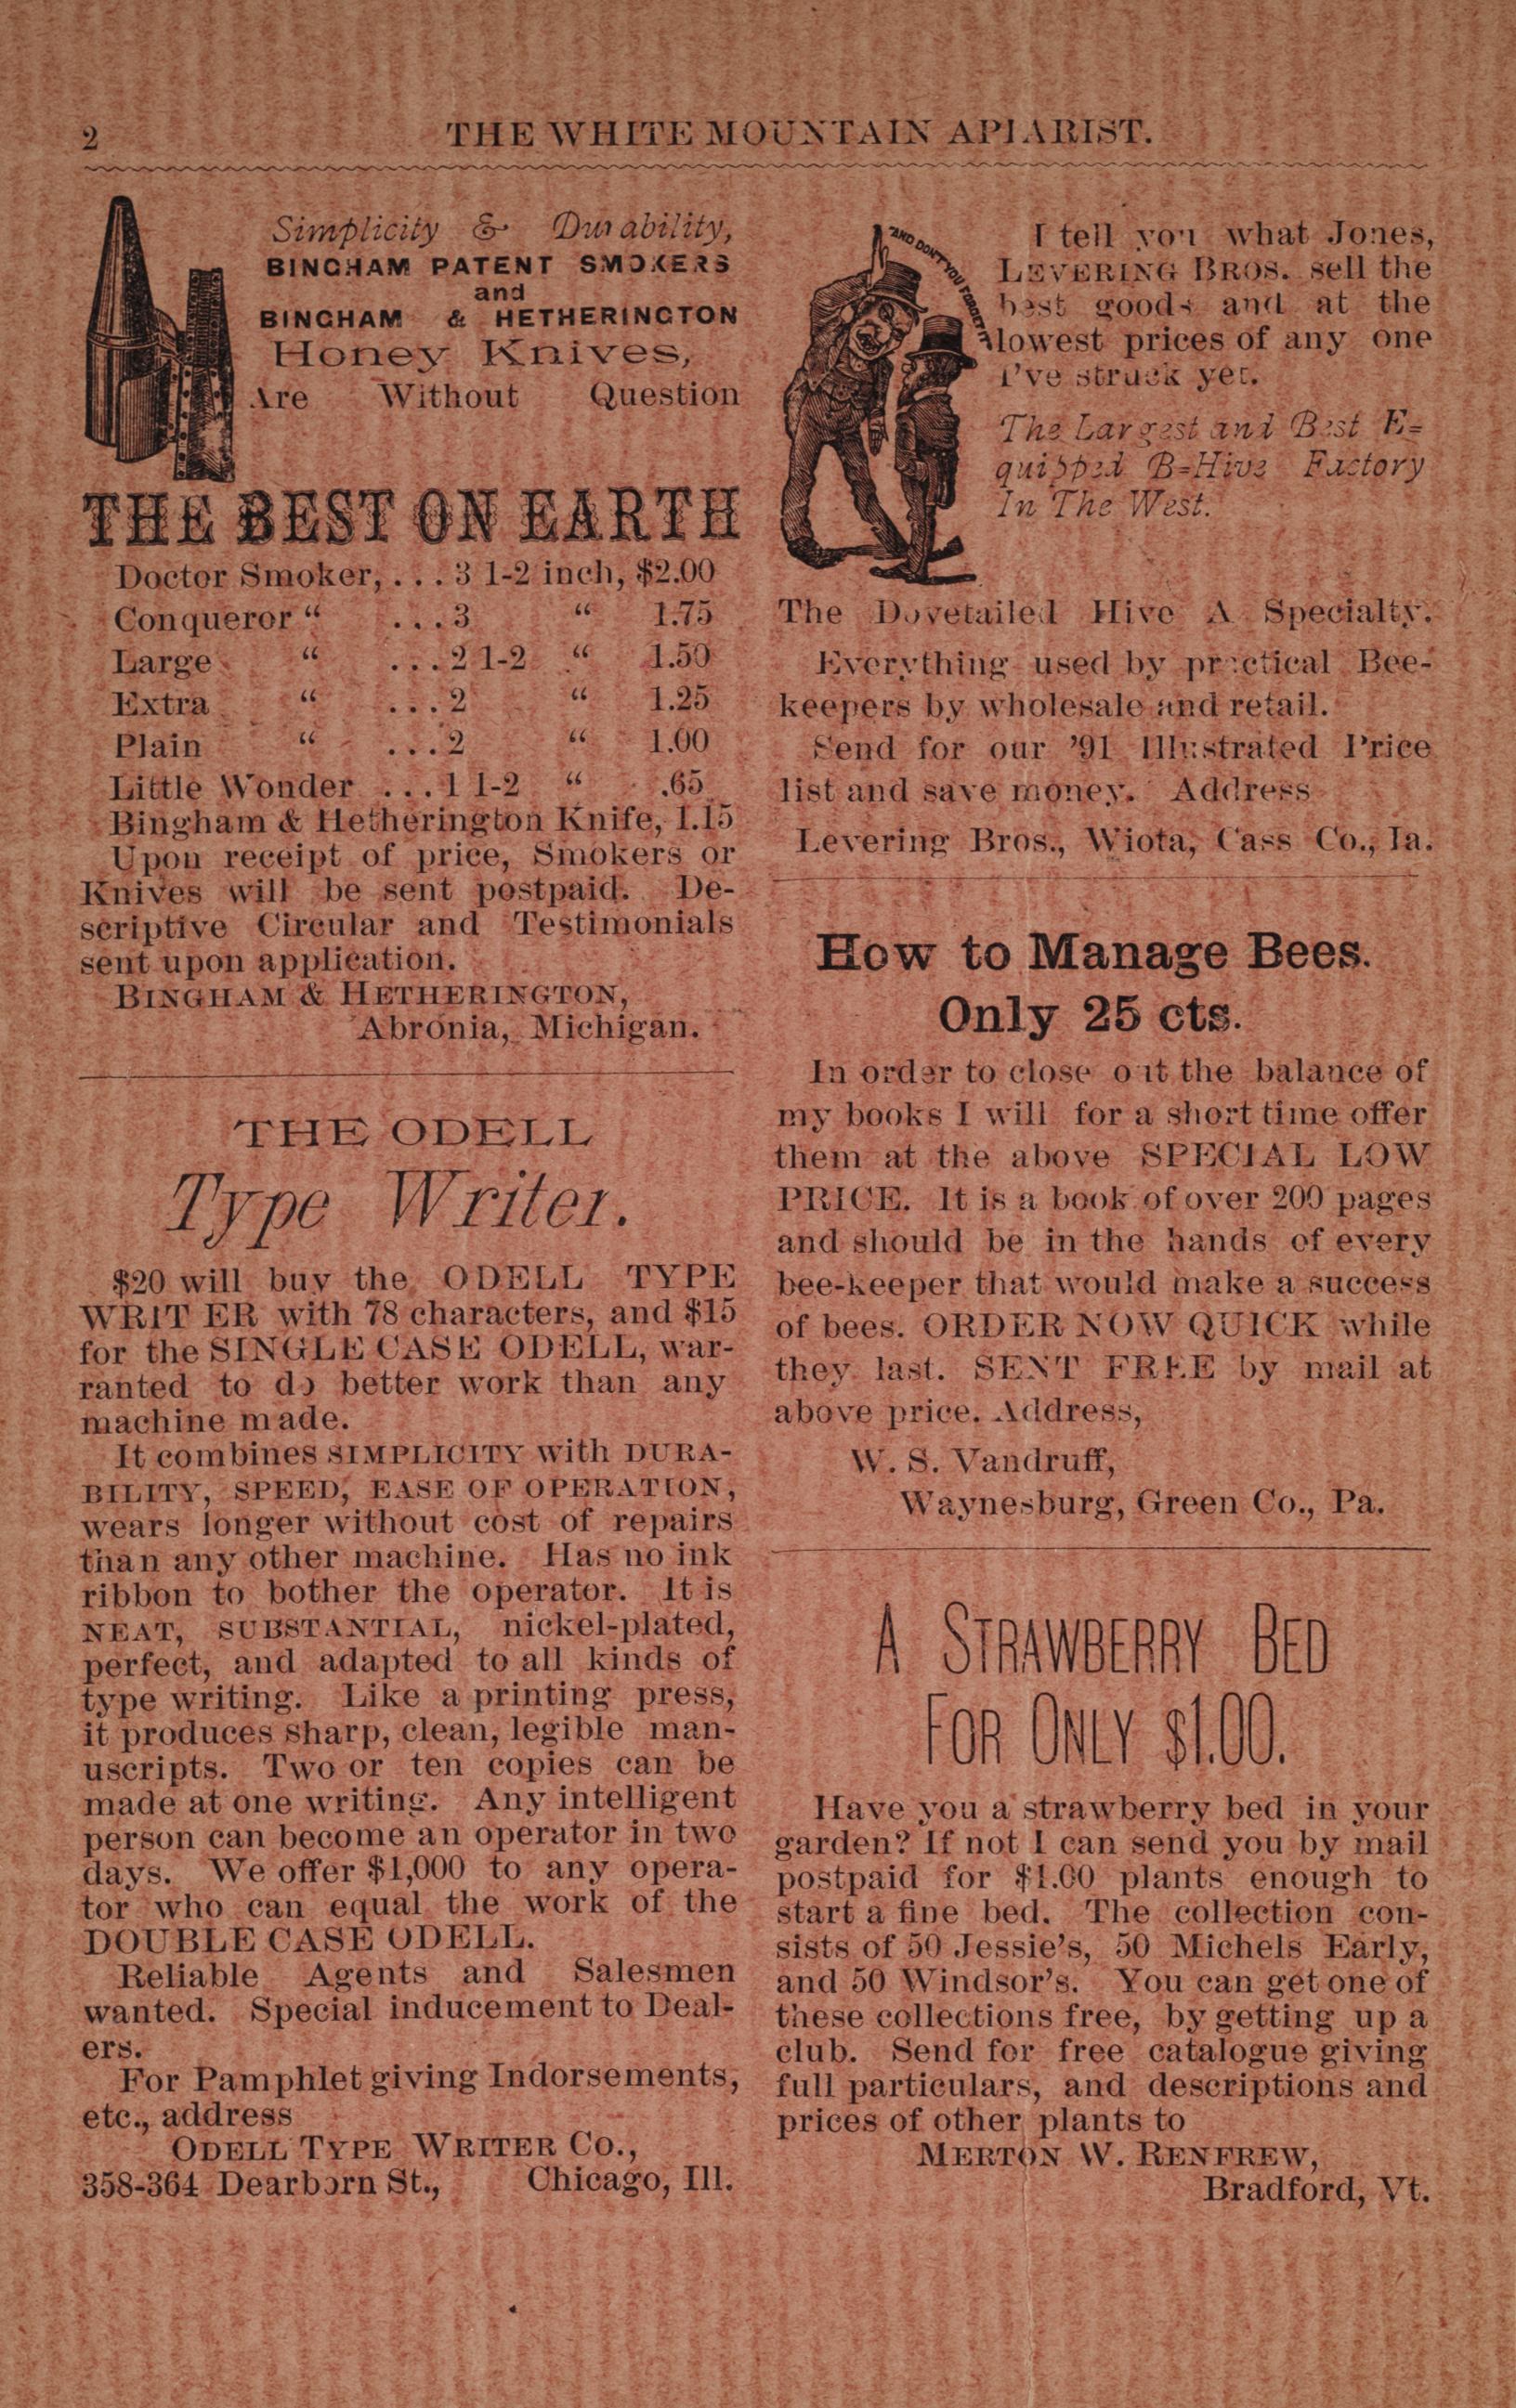 2
THE WHITE MOUNTAIN APIARIST.
Simplicity & Durability,
BINGHAM PATENT SMOKERS
and
BINGHAM & HETHERINGTON
Honey Knives,
Are Without Question
THE BEST ON EARTH
Doctor Smoker, . . . 3 1-2 inch, $2.00
Conqueror “ . . . 3 “ 1.75
Large “ . . . 2 1-2 “ 1.50
Extra “ . . . 2 “ 1.25
Plain “ . . . 2 “ 1.00
Little Wonder . . . 1 1-2 “ .65
Bingham & Hetherington Knife, 1.15
Upon receipt of price, Smokers or
Knives will be sent postpaid. De-
scriptive Circular and Testimonials
sent upon application.
BINGHAM & HETHERINGTON,
Abronia, Michigan.
THE ODELL
Type Writer.
$20 will buy the ODELL TYPE
WRIT ER with 78 characters, and $15
for the SINGLE CASE ODELL, war-
ranted to do better work than any
machine made.
It combines SIMPLICITY with DURA-
BILITY, SPEED, EASE OF OPERATION,
wears longer without cost of repairs
than any other machine. Has no ink
ribbon to bother the operator. It is
NEAT, SUBSTANTIAL, nickel-plated,
perfect, and adapted to all kinds of
type writing. Like a printing press,
it produces sharp, clean, legible man-
uscripts. Two or ten copies can be
made at one writing. Any intelligent
person can become an operator in two
days. We offer $1,000 to any opera-
tor who can equal the work of the
DOUBLE CASE ODELL.
Reliable Agents and Salesmen
wanted. Special inducement to Deal-
ers.
For Pamphlet giving Indorsements,
etc., address
ODELL TYPE WRITER CO.,
358-364 Dearborn St., Chicago, Ill.
AND DON'T YOU FORGET IT
I tell you what Jones,
LEVERING BROS. sell the
best goods and at the
lowest prices of any one
I've struck yet.
The Largest and Best E=
quipped B=Hive Factory
In The West.
The Dovetailed Hive A Specialty.
Everything used by practical Bee-
keepers by wholesale and retail.
Send for our ’91 Illustrated Price
list and save money. Address
Levering Bros., Wiota, Cass Co., Ia.
How to Manage Bees.
Only 25 cts.
In order to close out the balance of
my books I will for a short time offer
them at the above SPECIAL LOW
PRICE. It is a book of over 200 pages
and should be in the hands of every
bee-keeper that would make a success
of bees. ORDER NOW QUICK while
they last. SENT FREE by mail at
above price. Address,
W. S. Vandruff,
Waynesburg, Green Co., Pa.
A STRAWBERRY BED
FOR ONLY $1.00.
Have you a strawberry bed in your
garden? If not I can send you by mail
postpaid for $1.00 plants enough to
start a fine bed. The collection con-
sists of 50 Jessie’s, 50 Michels Early,
and 50 Windsor’s. You can get one of
these collections free, by getting up a
club. Send for free catalogue giving
full particulars, and descriptions and
prices of other plants to
MERTON W. RENFREW,
Bradford, Vt.